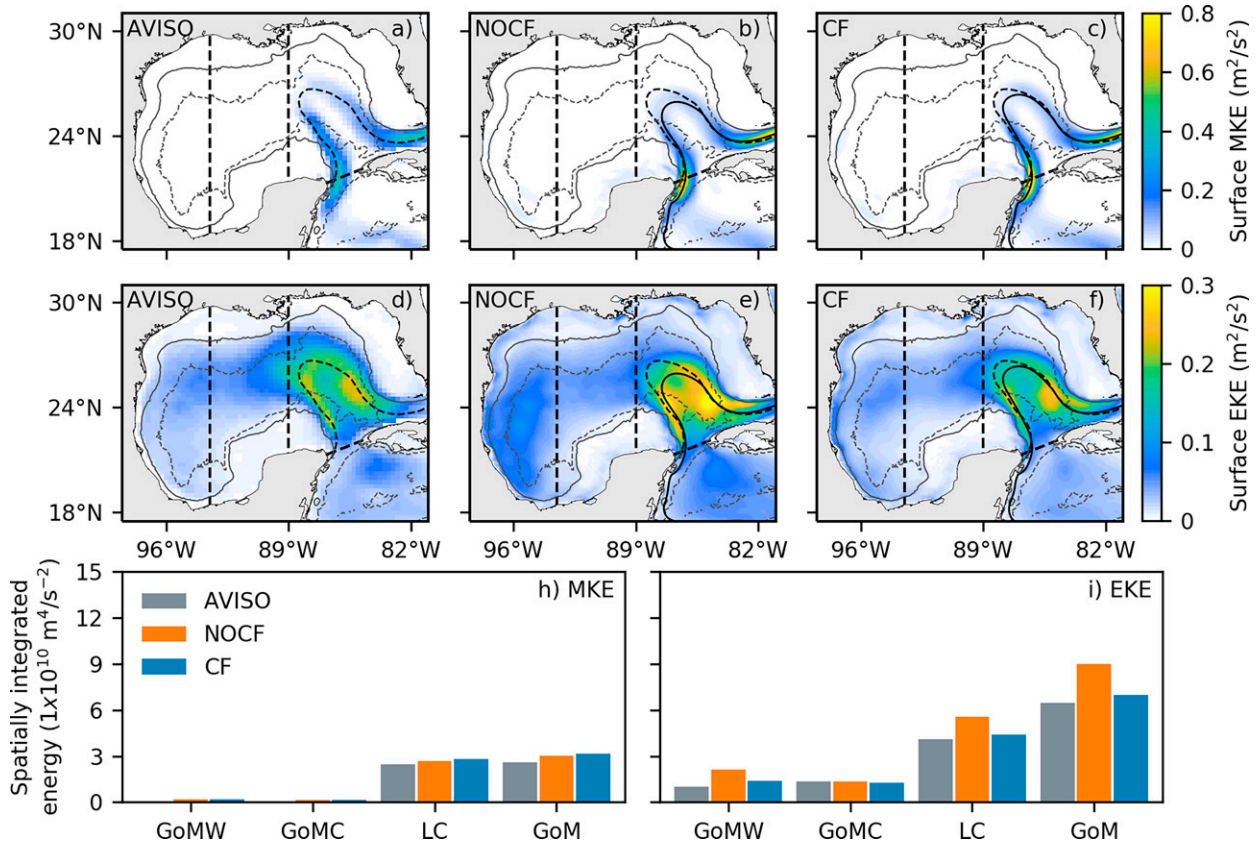 AVISO a)
NOCF b)
CF c)
30°N
24°N
18°N
0.8
0.6
0.4
0.2
0
Surface MKE (m²/s²)
AVISO d)
NOCF e)
CF f)
30°N
24°N
18°N
96°W 89°W 82°W
96°W 89°W 82°W
96°W 89°W 82°W
0.3
0.2
0.1
0
Surface EKE (m²/s²)
Spatially integrated
energy (1x10¹⁰ m⁴/s⁻²)
15
12
9
6
3
0
h) MKE
AVISO
NOCF
CF
GoMW GoMC LC GoM
i) EKE
GoMW GoMC LC GoM